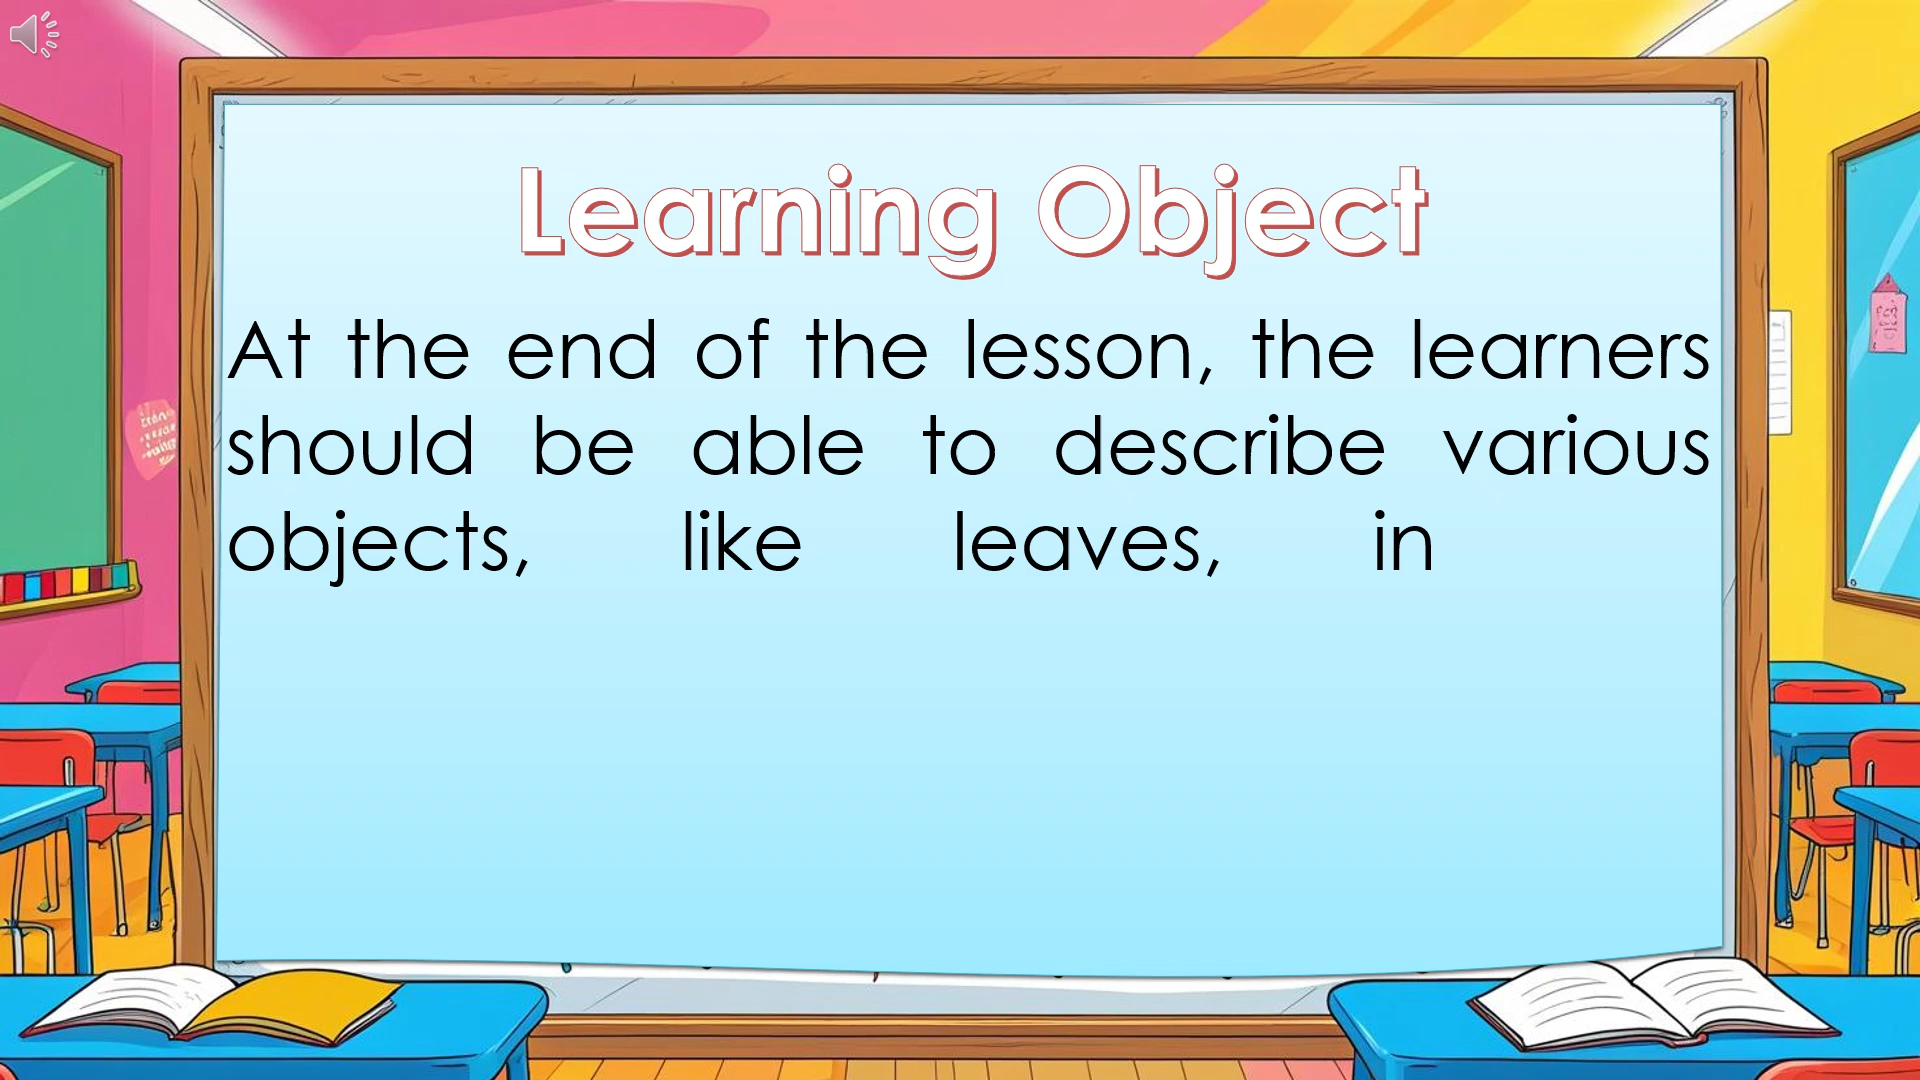 Learning Object
At the end of the lesson, the learners
should be able to describe various
objects, like leaves, in